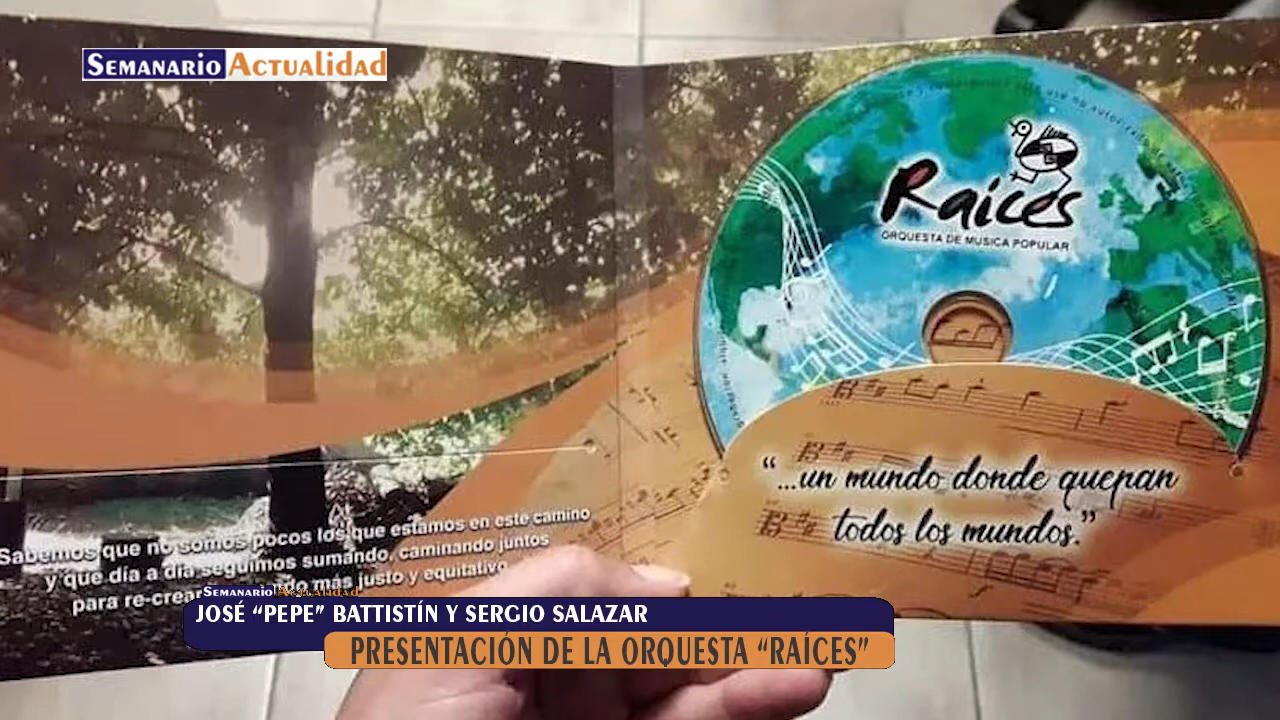 SEMANARIO ACTUALIDAD
Raíces
ORQUESTA DE MUSICA POPULAR
“...un mundo donde quepan
todos los mundos.”
Sabemos que no somos pocos los que estamos en este camino
y que día a día seguimos sumando, caminando juntos
para re-crear más justo y equitativo
SEMANARIO ACTUALIDAD
JOSÉ “PEPE” BATTISTÍN Y SERGIO SALAZAR
PRESENTACIÓN DE LA ORQUESTA “RAÍCES”